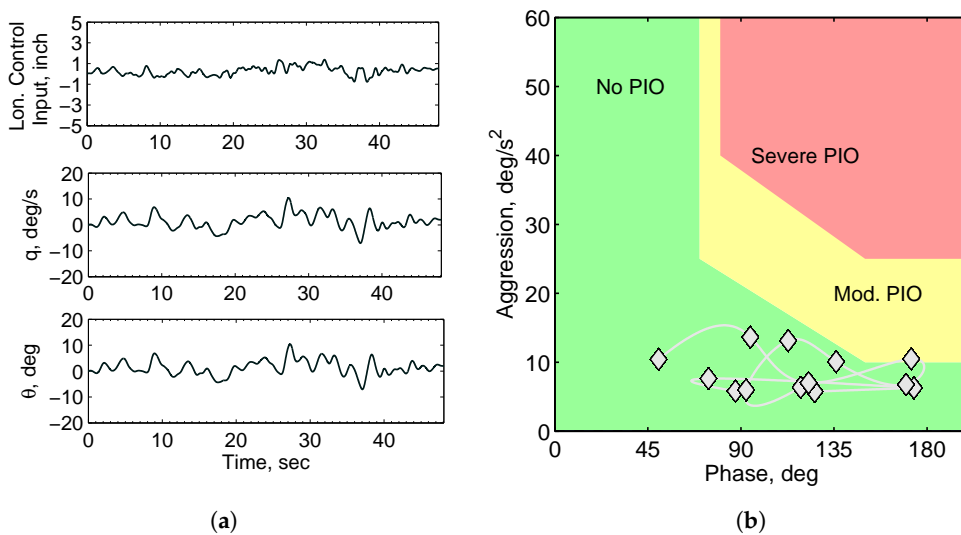 5
3
1
−1
−3
−5
Lon. Control
Input, inch
0 10 20 30 40
20
10
0
−10
−20
q, deg/s
0 10 20 30 40
20
10
0
−10
−20
θ, deg
0 10 20 30 40
Time, sec
(a)
60
50
40
30
20
10
0
Aggression, deg/s²
No PIO
Severe PIO
Mod. PIO
0 45 90 135 180
Phase, deg
(b)